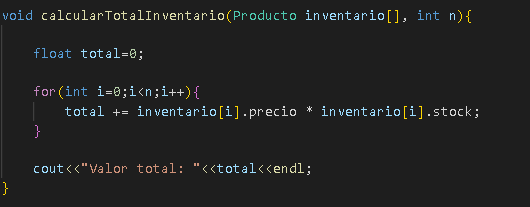 void calcularTotalInventario(Producto inventario[], int n){
float total=0;
for(int i=0;i<n;i++){
total += inventario[i].precio * inventario[i].stock;
}
cout<<"Valor total: "<<total<<endl;
}